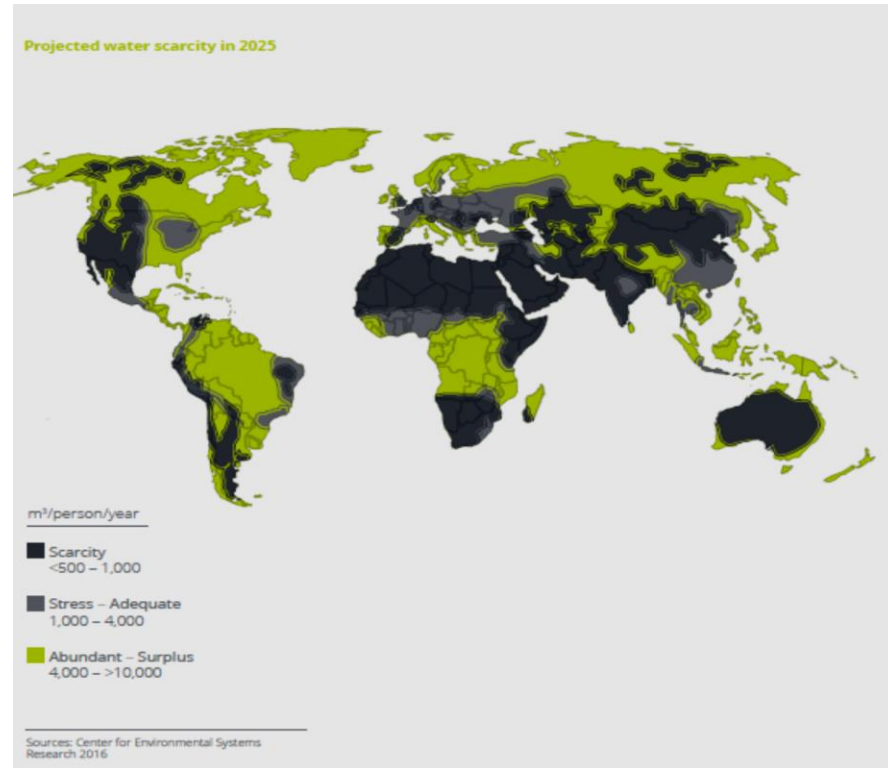 Projected water scarcity in 2025
m³/person/year
Scarcity
<500 – 1,000
Stress – Adequate
1,000 – 4,000
Abundant – Surplus
4,000 – >10,000
Sources: Center for Environmental Systems
Research 2016